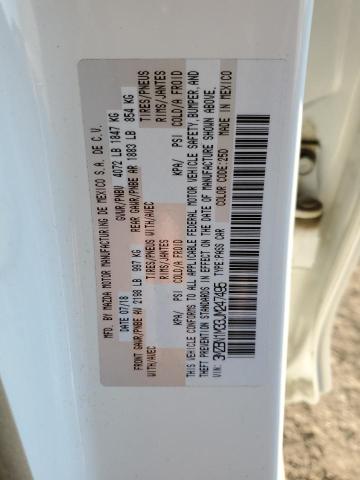 MFD. BY MAZDA MOTOR MANUFACTURING DE MEXICO S.A. DE C.V.
DATE 07/18 GVWR/PNBV 4072 LB 1847 KG
FRONT GAWR/PNBE AV 2198 LB 997 KG REAR GAWR/PNBE AR 1883 LB 854 KG
WITH/AVEC TIRES/PNEUS WITH/AVEC TIRES/PNEUS
RIMS/JANTES RIMS/JANTES
KPA/ PSI COLD/A FROID KPA/ PSI COLD/A FROID
THIS VEHICLE CONFORMS TO ALL APPLICABLE FEDERAL MOTOR VEHICLE SAFETY, BUMPER, AND
THEFT PREVENTION STANDARDS IN EFFECT ON THE DATE OF MANUFACTURE SHOWN ABOVE.
VIN: TYPE:PASS CAR COLOR CODE:25D MADE IN MEXICO